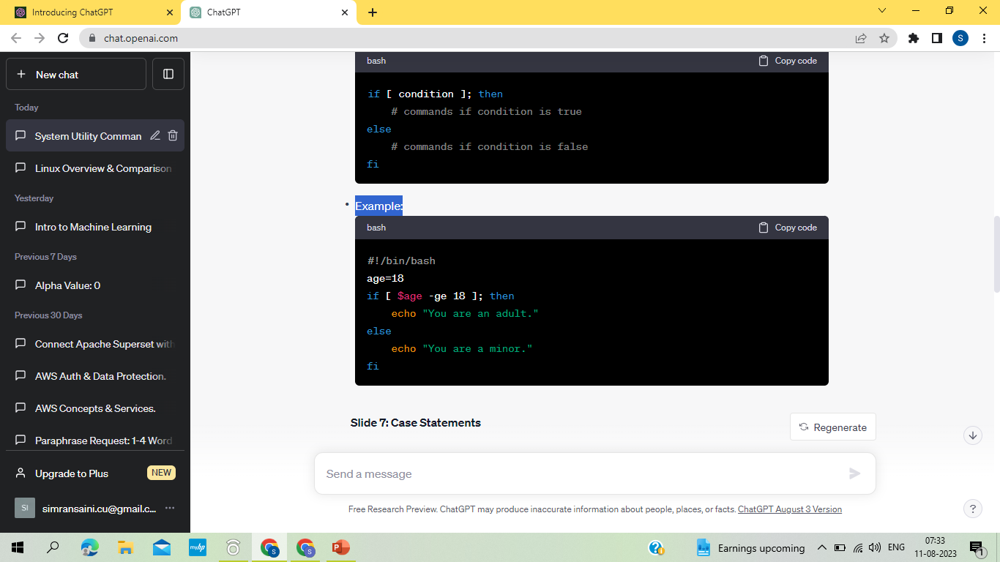 Introducing ChatGPT
ChatGPT
chat.openai.com
S
New chat
Today
System Utility Comman
Linux Overview & Comparison
Yesterday
Intro to Machine Learning
Previous 7 Days
Alpha Value: 0
Previous 30 Days
Connect Apache Superset with
AWS Auth & Data Protection.
AWS Concepts & Services.
Paraphrase Request: 1-4 Word
Upgrade to Plus NEW
SI simransaini.cu@gmail.c...
bash Copy code
if [ condition ]; then
    # commands if condition is true
else
    # commands if condition is false
fi
• Example:
bash Copy code
#!/bin/bash
age=18
if [ $age -ge 18 ]; then
    echo "You are an adult."
else
    echo "You are a minor."
fi
Slide 7: Case Statements
Regenerate
Send a message
Free Research Preview. ChatGPT may produce inaccurate information about people, places, or facts. ChatGPT August 3 Version
?
myhp
S
S
P
?
Earnings upcoming
ENG
07:33
11-08-2023
1